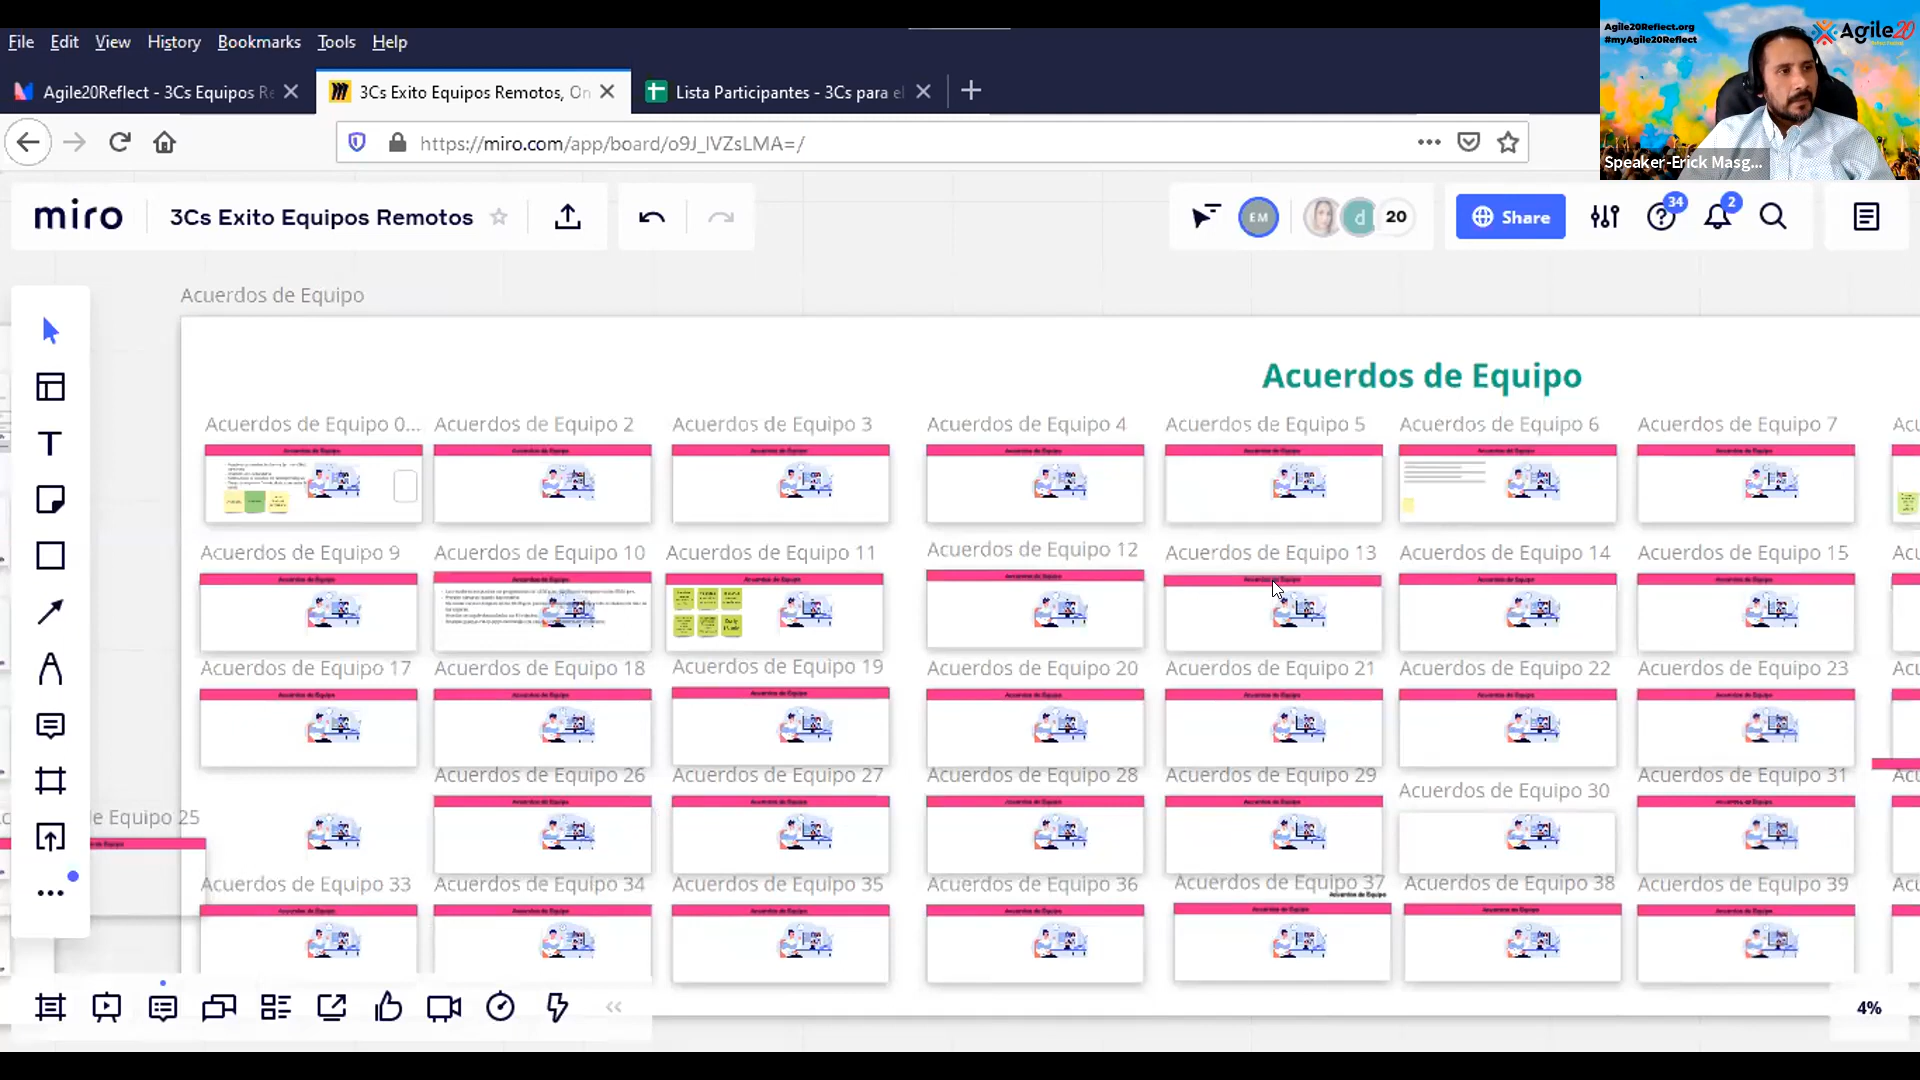 File Edit View History Bookmarks Tools Help
Agile20Reflect - 3Cs Equipos Re
3Cs Exito Equipos Remotos, On
Lista Participantes - 3Cs para el
https://miro.com/app/board/o9J_lVZsLMA=/
Agile20Reflect.org
#myAgile20Reflect
Agile20
Speaker-Erick Masg...
miro
3Cs Exito Equipos Remotos
EM
d
20
Share
34
2
Acuerdos de Equipo
Acuerdos de Equipo
Acuerdos de Equipo 0...
Acuerdos de Equipo 2
Acuerdos de Equipo 3
Acuerdos de Equipo 4
Acuerdos de Equipo 5
Acuerdos de Equipo 6
Acuerdos de Equipo 7
Acuerdos de Equipo 9
Acuerdos de Equipo 10
Acuerdos de Equipo 11
Acuerdos de Equipo 12
Acuerdos de Equipo 13
Acuerdos de Equipo 14
Acuerdos de Equipo 15
Acuerdos de Equipo 17
Acuerdos de Equipo 18
Acuerdos de Equipo 19
Acuerdos de Equipo 20
Acuerdos de Equipo 21
Acuerdos de Equipo 22
Acuerdos de Equipo 23
e Equipo 25
Acuerdos de Equipo 26
Acuerdos de Equipo 27
Acuerdos de Equipo 28
Acuerdos de Equipo 29
Acuerdos de Equipo 30
Acuerdos de Equipo 31
Acuerdos de Equipo 33
Acuerdos de Equipo 34
Acuerdos de Equipo 35
Acuerdos de Equipo 36
Acuerdos de Equipo 37
Acuerdos de Equipo
Acuerdos de Equipo 38
Acuerdos de Equipo 39
4%